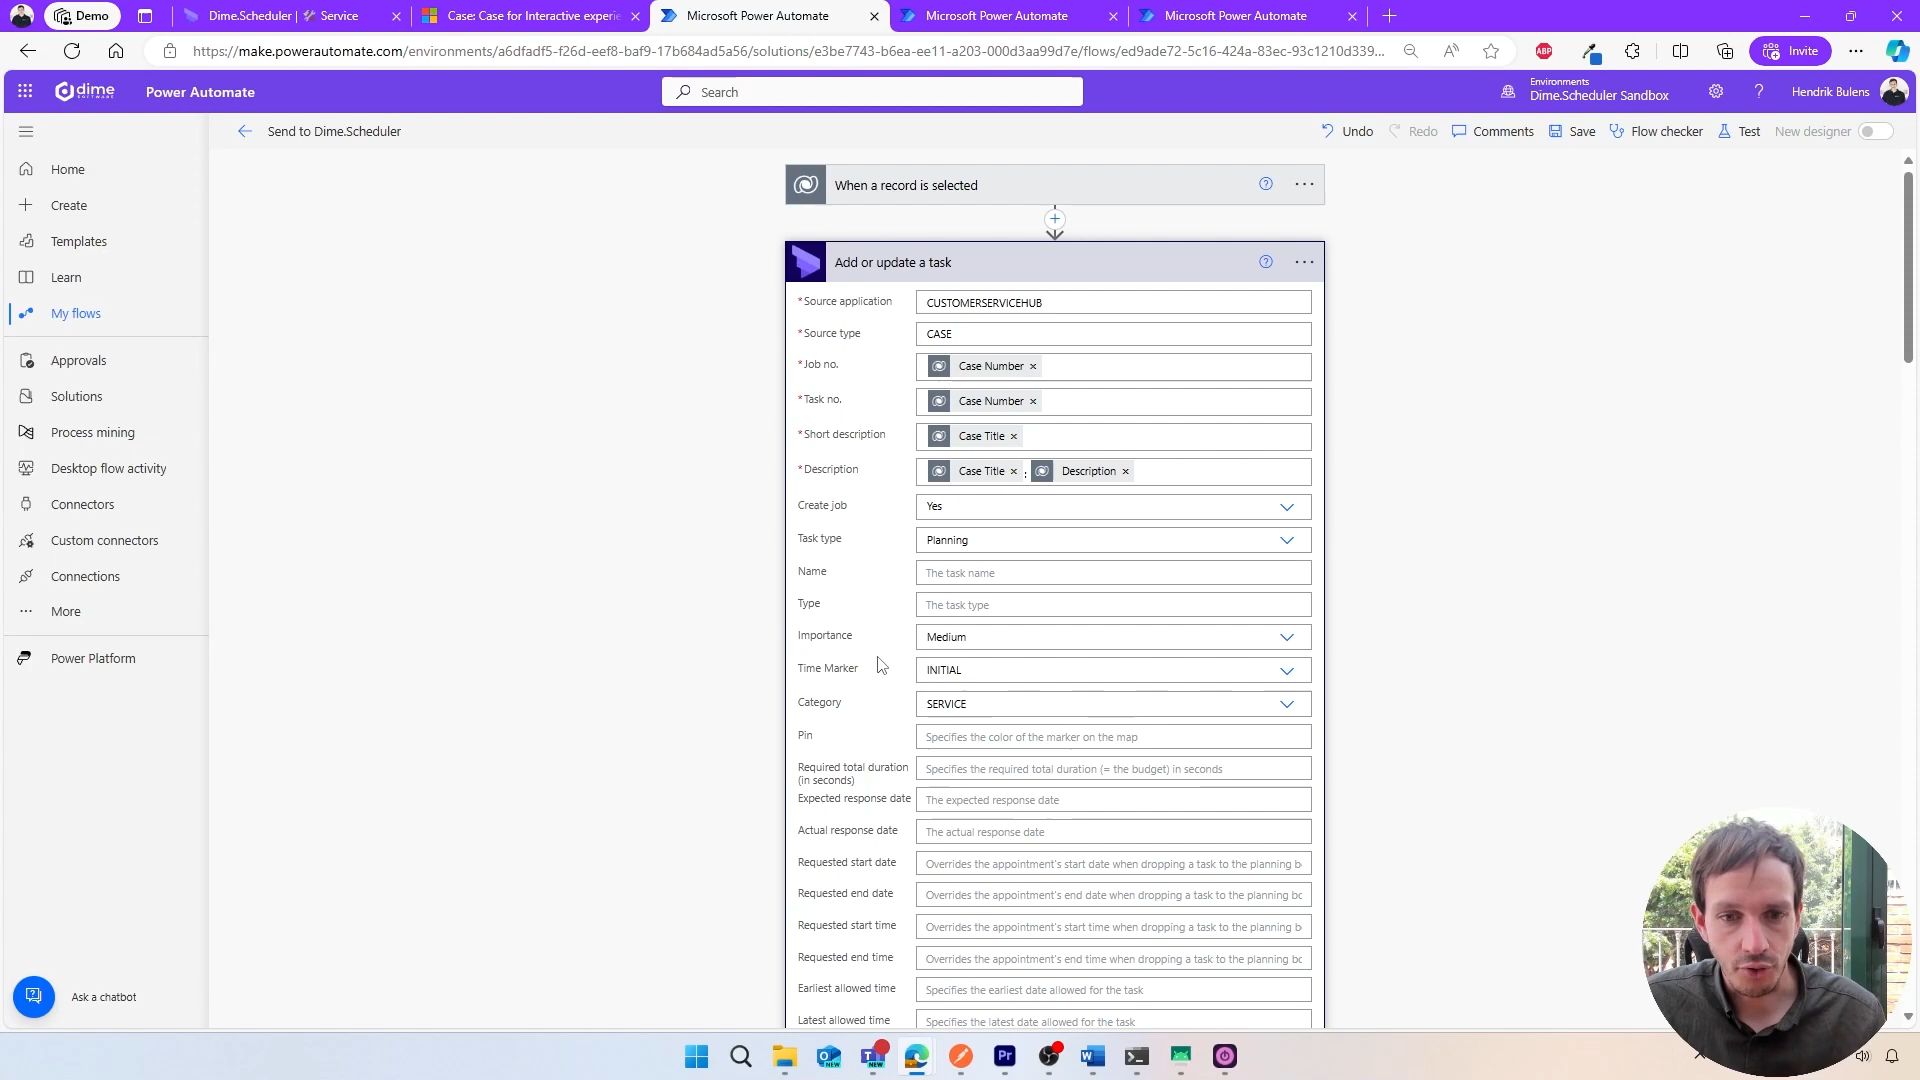 Demo
Dime.Scheduler | 🛠 Service
Case: Case for Interactive experie
Microsoft Power Automate
Microsoft Power Automate
Microsoft Power Automate
https://make.powerautomate.com/environments/a6dfadf5-f26d-eef8-baf9-17b684ad5a56/solutions/e3be7743-b6ea-ee11-a203-000d3aa99d7e/flows/ed9ade72-5c16-424a-83ec-93c1210d339...
ABP
Invite
dime
SOFTWARE
Power Automate
Search
Environments
Dime.Scheduler Sandbox
Hendrik Bulens
Send to Dime.Scheduler
Undo
Redo
Comments
Save
Flow checker
Test
New designer
Home
Create
Templates
Learn
My flows
Approvals
Solutions
Process mining
Desktop flow activity
Connectors
Custom connectors
Connections
More
Power Platform
Ask a chatbot
When a record is selected
Add or update a task
*Source application CUSTOMERSERVICEHUB
*Source type CASE
*Job no. Case Number ×
*Task no. Case Number ×
*Short description Case Title ×
*Description Case Title × : Description ×
Create job Yes
Task type Planning
Name The task name
Type The task type
Importance Medium
Time Marker INITIAL
Category SERVICE
Pin Specifies the color of the marker on the map
Required total duration (in seconds) Specifies the required total duration (= the budget) in seconds
Expected response date The expected response date
Actual response date The actual response date
Requested start date Overrides the appointment's start date when dropping a task to the planning b
Requested end date Overrides the appointment's end date when dropping a task to the planning bc
Requested start time Overrides the appointment's start time when dropping a task to the planning b
Requested end time Overrides the appointment's end time when dropping a task to the planning bc
Earliest allowed time Specifies the earliest date allowed for the task
Latest allowed time Specifies the latest date allowed for the task
NEW
NEW
Pr